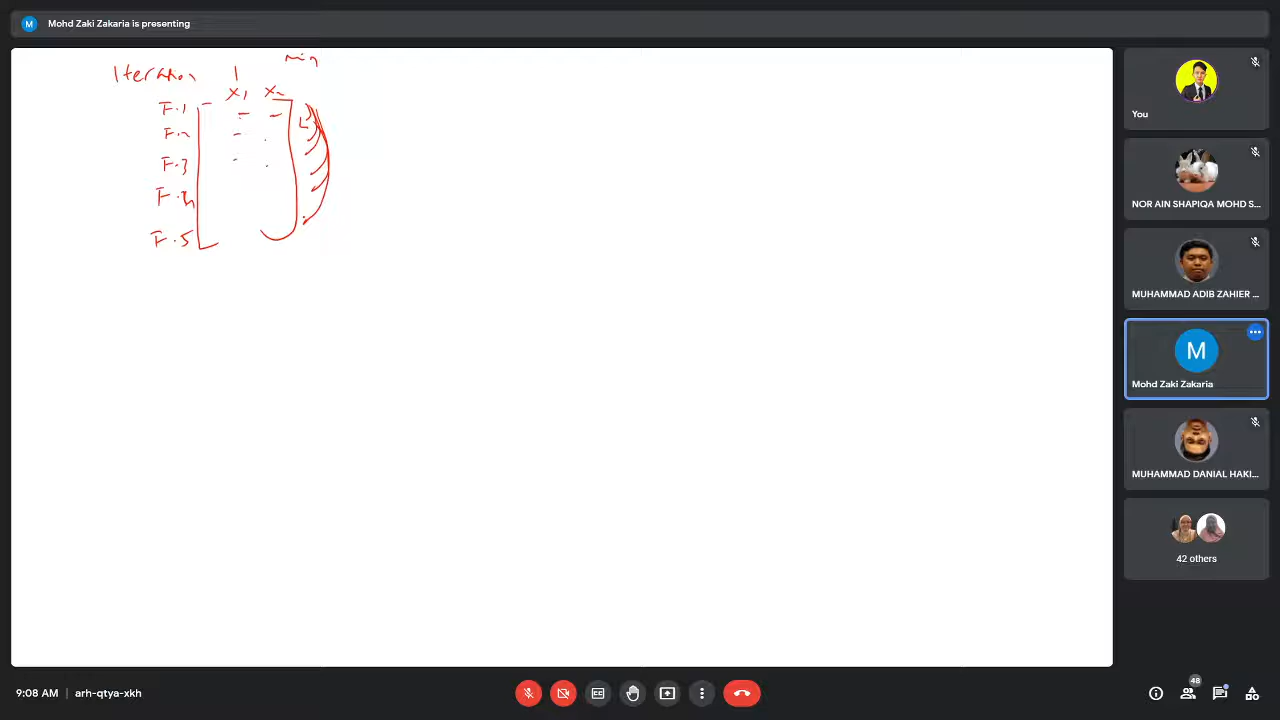 Mohd Zaki Zakaria is presenting
Iteration 1 min
X1 X2
F.1
F.2
F.3
F.4
F.5
You
NOR AIN SHAPIQA MOHD S...
MUHAMMAD ADIB ZAHIER ...
M
Mohd Zaki Zakaria
MUHAMMAD DANIAL HAKI...
42 others
9:08 AM | arh-qtya-xkh
48